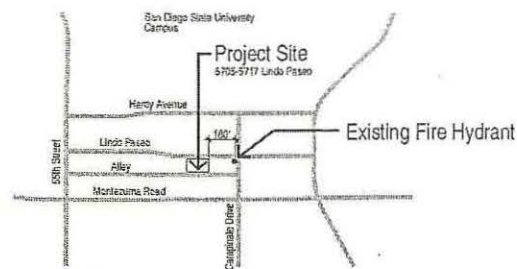 San Diego State University
Campus
Project Site
5705-5717 Lindo Paseo
Hardy Avenue
160'
Lindo Paseo
Existing Fire Hydrant
Alley
55th Street
Montezuma Road
Campanile Drive